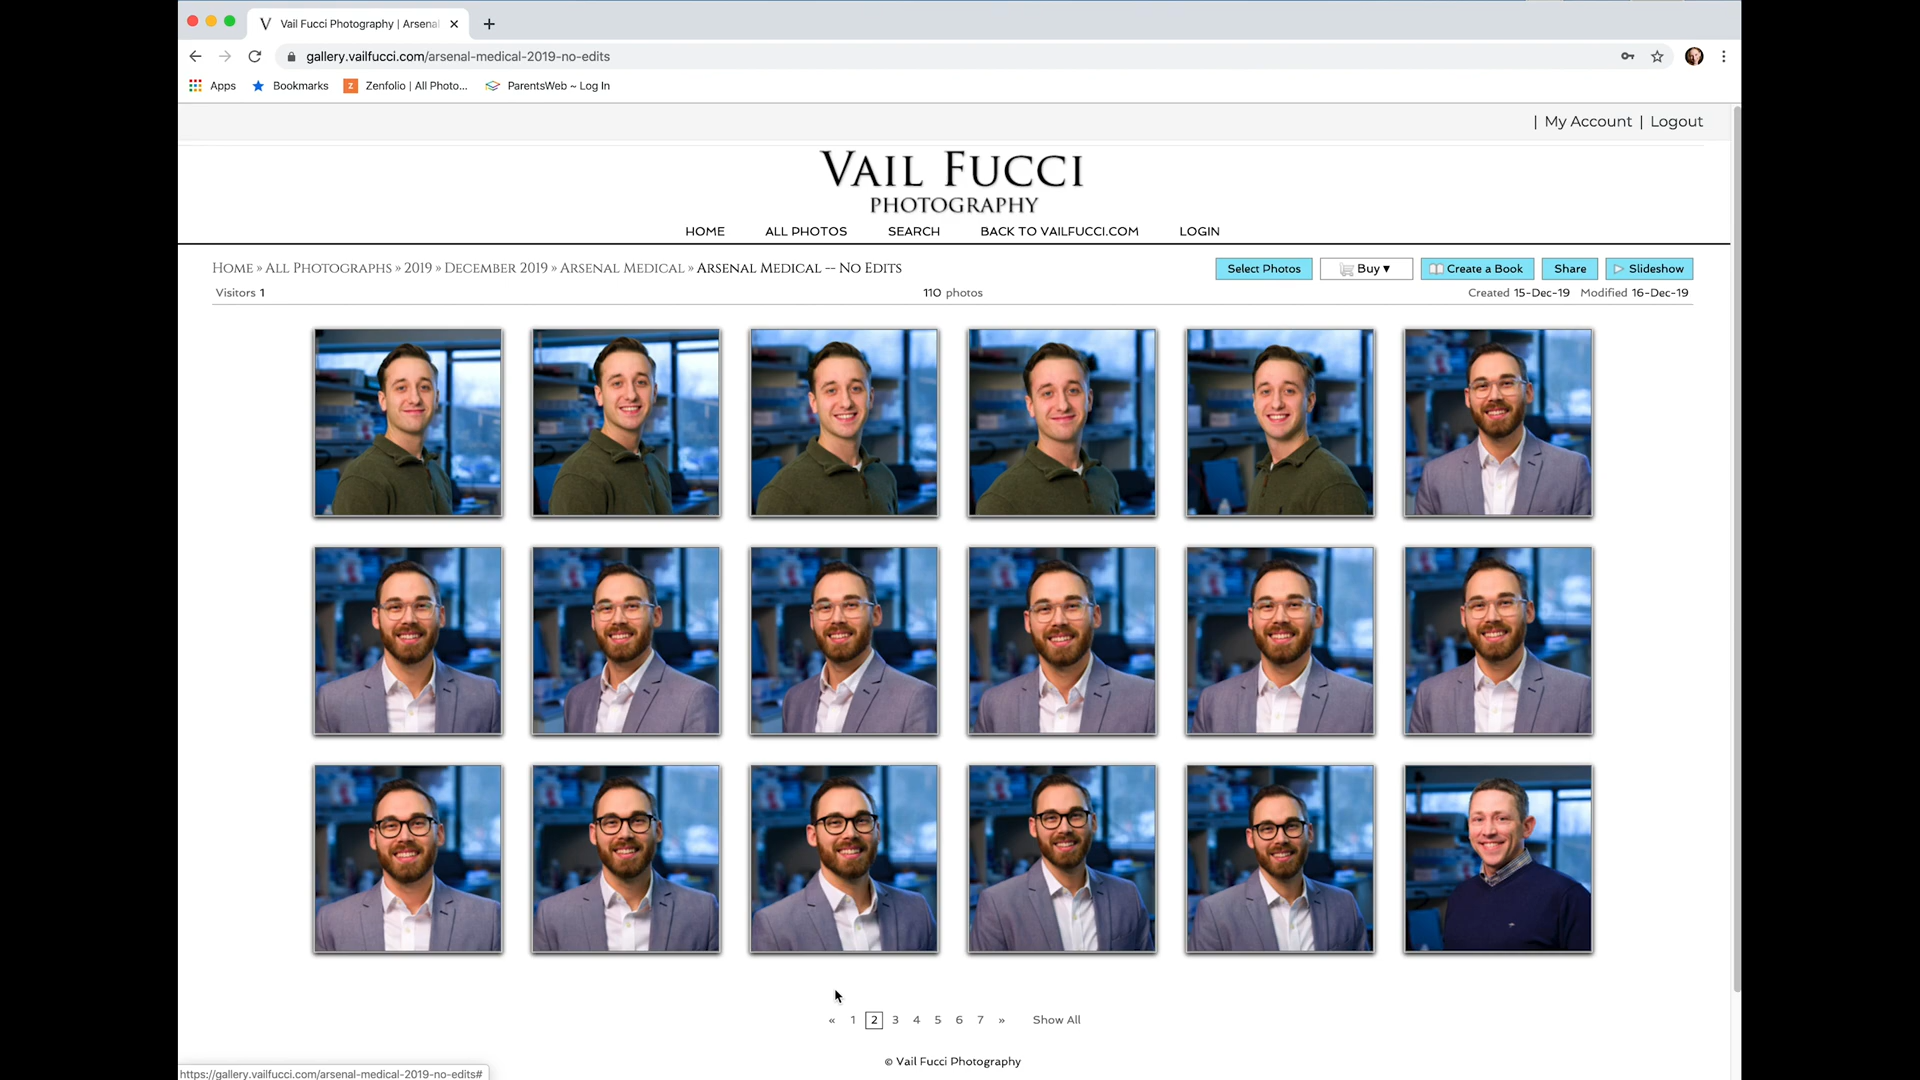 Vail Fucci Photography | Arsenal
gallery.vailfucci.com/arsenal-medical-2019-no-edits
Apps Bookmarks Zenfolio | All Photo... ParentsWeb ~ Log In
| My Account | Logout
VAIL FUCCI
PHOTOGRAPHY
HOME ALL PHOTOS SEARCH BACK TO VAILFUCCI.COM LOGIN
HOME » ALL PHOTOGRAPHS » 2019 » DECEMBER 2019 » ARSENAL MEDICAL » ARSENAL MEDICAL -- NO EDITS Select Photos Buy ▾ Create a Book Share Slideshow
Visitors 1 110 photos Created 15-Dec-19 Modified 16-Dec-19
« 1 2 3 4 5 6 7 » Show All
© Vail Fucci Photography
https://gallery.vailfucci.com/arsenal-medical-2019-no-edits#